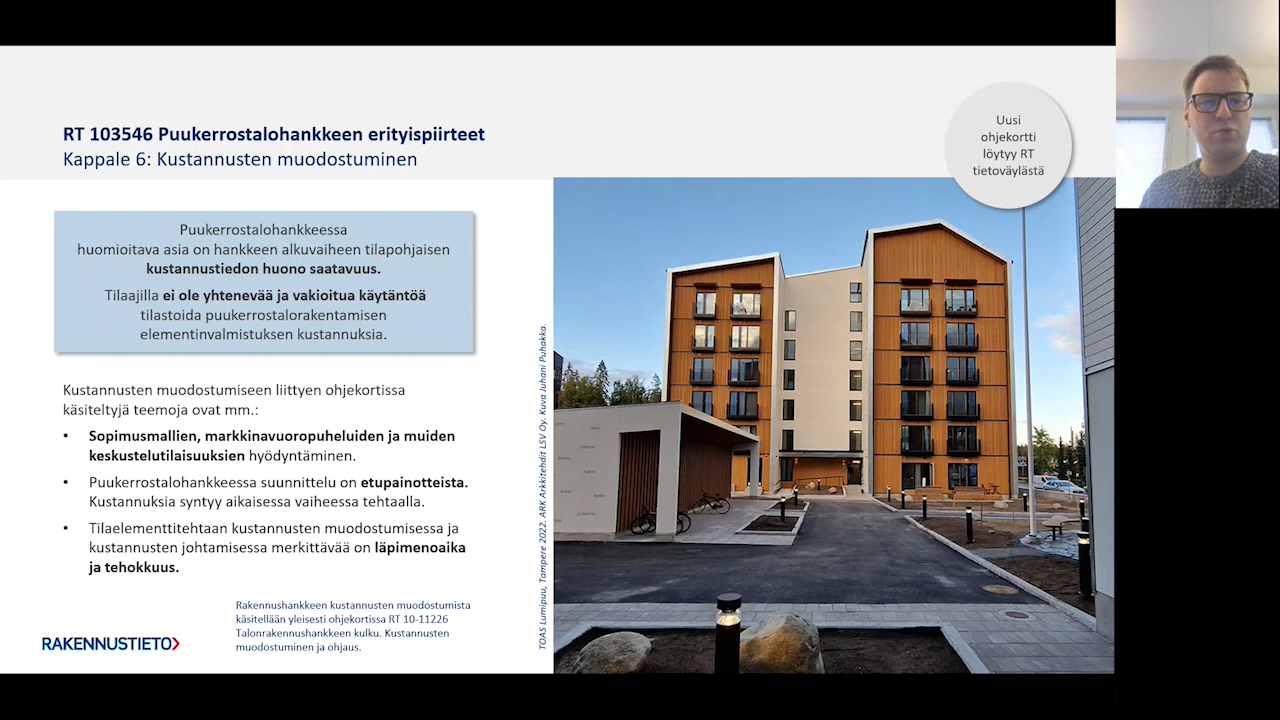 RT 103546 Puukerrostalohankkeen erityispiirteet
Kappale 6: Kustannusten muodostuminen
Uusi
ohjekortti
löytyy RT
tietoväylästä
Puukerrostalohankkeessa
huomioitava asia on hankkeen alkuvaiheen tilapohjaisen
kustannustiedon huono saatavuus.
Tilaajilla ei ole yhtenevää ja vakioitua käytäntöä
tilastoida puukerrostalorakentamisen
elementinvalmistuksen kustannuksia.
Kustannusten muodostumiseen liittyen ohjekortissa
käsiteltyjä teemoja ovat mm.:
• Sopimusmallien, markkinavuoropuheluiden ja muiden
keskustelutilaisuuksien hyödyntäminen.
• Puukerrostalohankkeessa suunnittelu on etupainotteista.
Kustannuksia syntyy aikaisessa vaiheessa tehtaalla.
• Tilaelementtitehtaan kustannusten muodostumisessa ja
kustannusten johtamisessa merkittävää on läpimenoaika
ja tehokkuus.
Rakennushankkeen kustannusten muodostumista
käsitellään yleisesti ohjekortissa RT 10-11226
Talonrakennushankkeen kulku. Kustannusten
muodostuminen ja ohjaus.
RAKENNUSTIETO
TOAS Lumipuu, Tampere 2022. ARK Arkkitehdit LSV Oy. Kuva Juhani Puhakka.